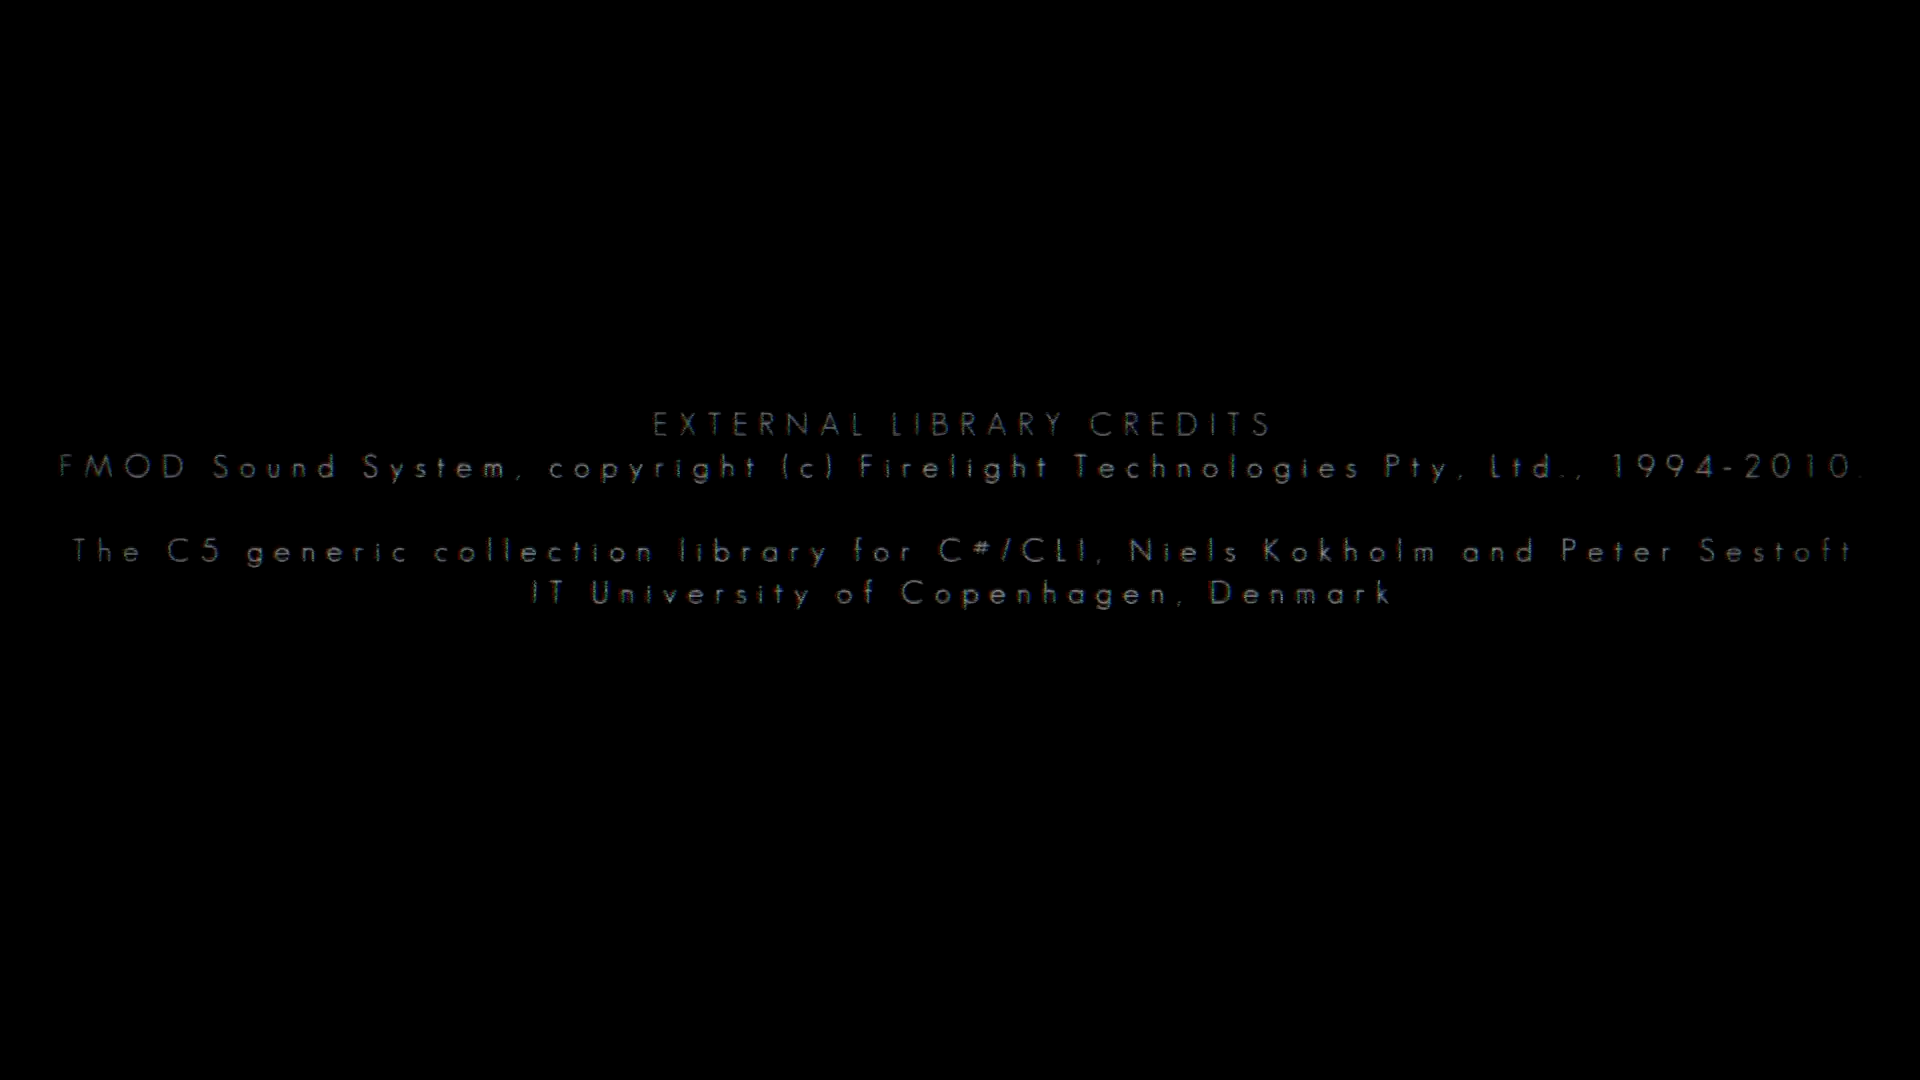 EXTERNAL LIBRARY CREDITS
FMOD Sound System, copyright (c) Firelight Technologies Pty, Ltd., 1994-2010.
The C5 generic collection library for C#/CLI, Niels Kokholm and Peter Sestoft
IT University of Copenhagen, Denmark